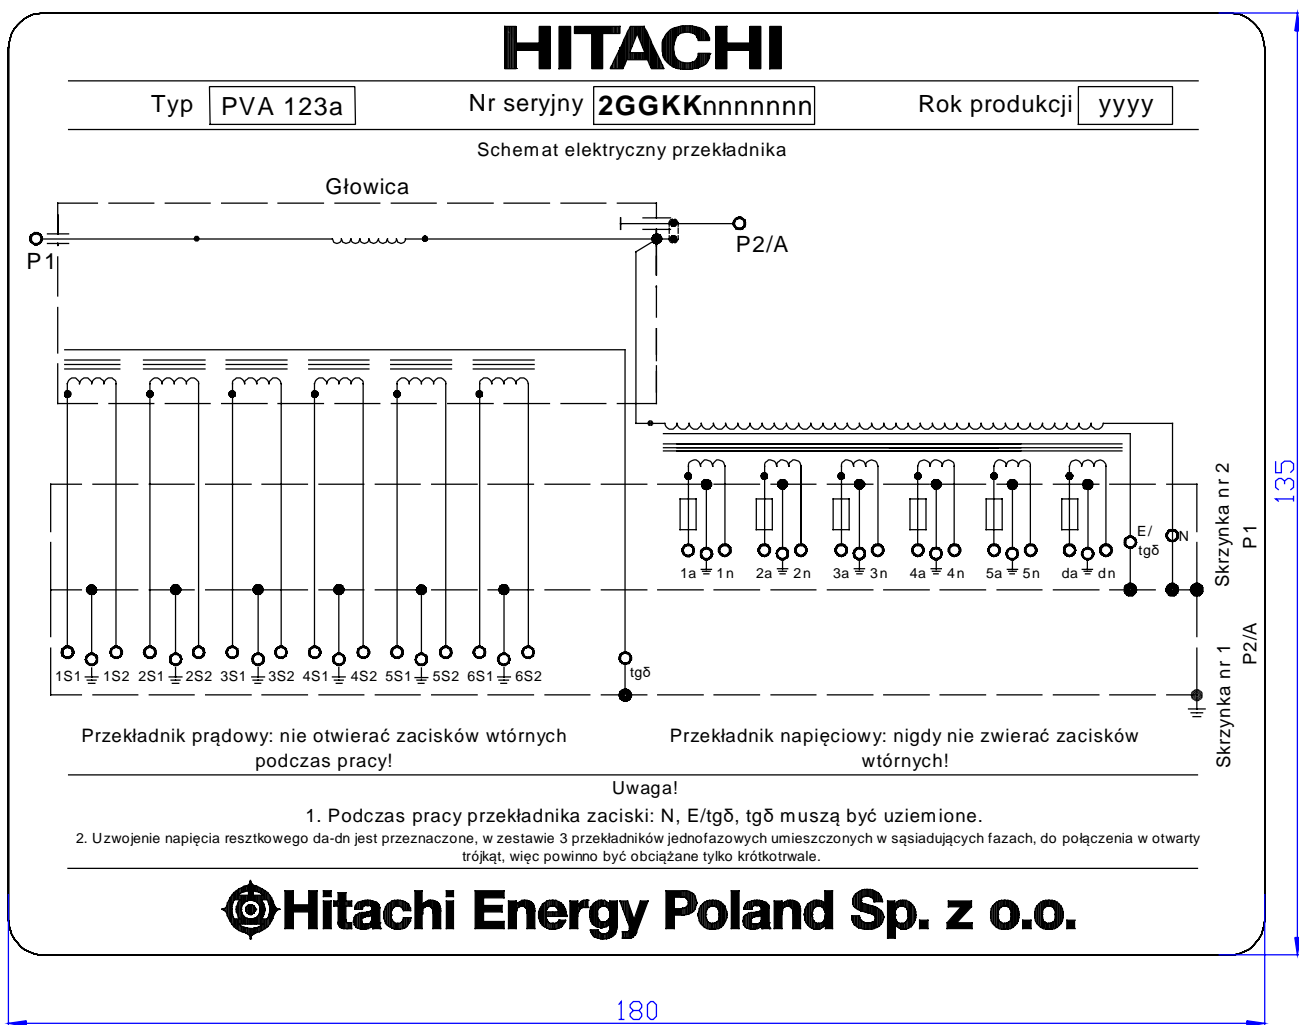 HITACHI
Typ PVA 123a Nr seryjny 2GGKKnnnnnnn Rok produkcji yyyy
Schemat elektryczny przekładnika
Głowica
P1
P2/A
1a 1n 2a 2n 3a 3n 4a 4n 5a 5n da dn
E/
tgδ
N
1S1 1S2 2S1 2S2 3S1 3S2 4S1 4S2 5S1 5S2 6S1 6S2
tgδ
Skrzynka nr 2
P1
Skrzynka nr 1
P2/A
135
Przekładnik prądowy: nie otwierać zacisków wtórnych
podczas pracy!
Przekładnik napięciowy: nigdy nie zwierać zacisków
wtórnych!
Uwaga!
1. Podczas pracy przekładnika zaciski: N, E/tgδ, tgδ muszą być uziemione.
2. Uzwojenie napięcia resztkowego da-dn jest przeznaczone, w zestawie 3 przekładników jednofazowych umieszczonych w sąsiadujących fazach, do połączenia w otwarty
trójkąt, więc powinno być obciążane tylko krótkotrwale.
Hitachi Energy Poland Sp. z o.o.
180